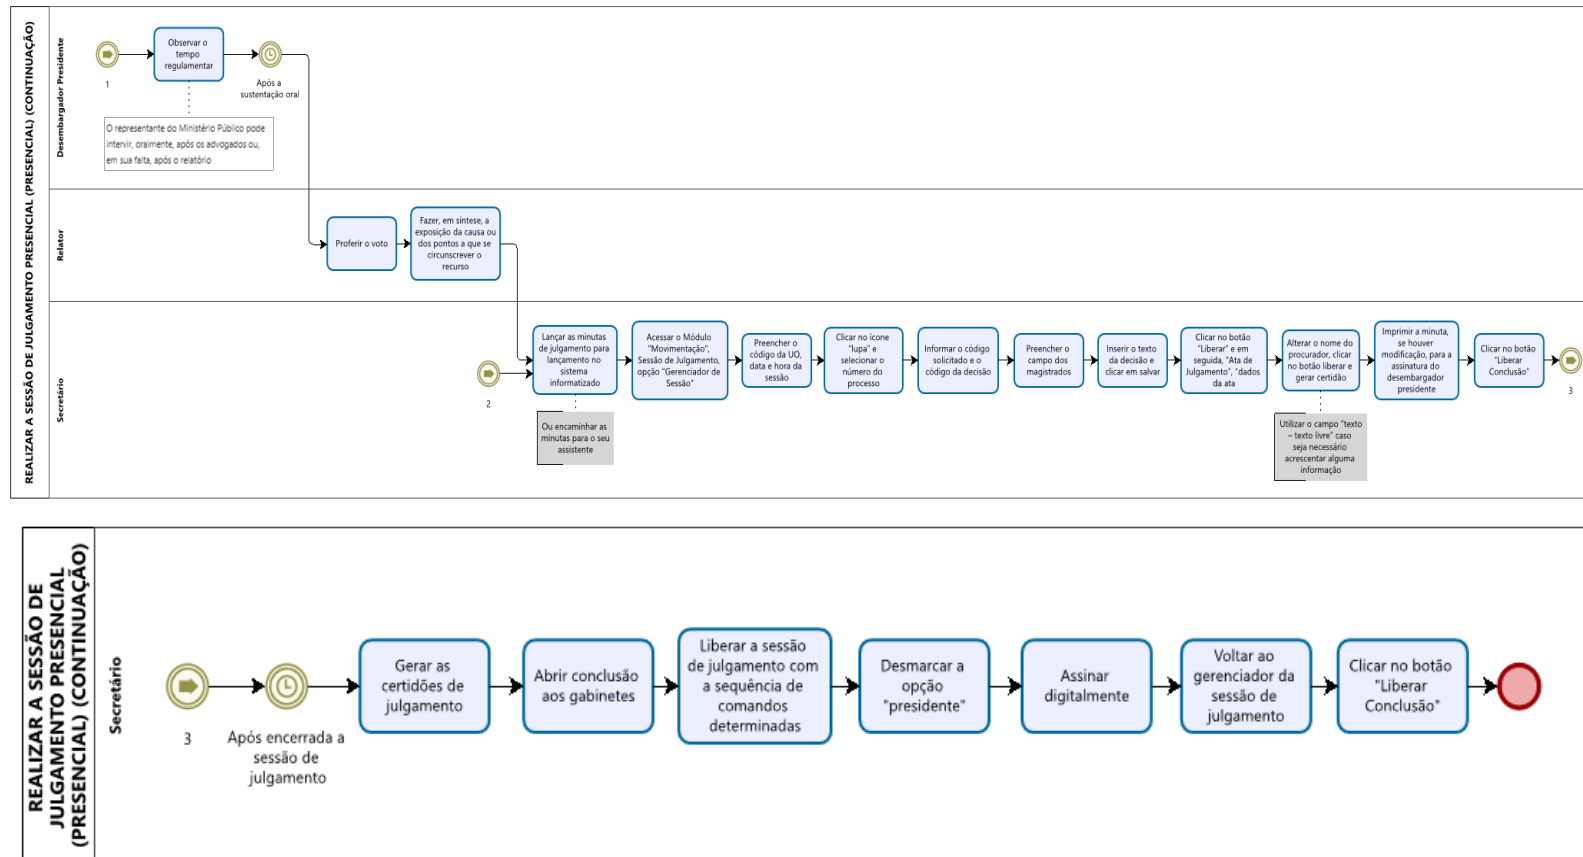 REALIZAR A SESSÃO DE JULGAMENTO PRESENCIAL (PRESENCIAL) (CONTINUAÇÃO)
Desembargador Presidente
1
Observar o
tempo
regulamentar
Após a
sustentação oral
O representante do Ministério Público pode
intervir, oralmente, após os advogados ou,
em sua falta, após o relatório
Relator
Proferir o voto
Fazer, em síntese, a
exposição da causa ou
dos pontos a que se
circunscrever o
recurso
Secretário
2
Lançar as minutas
de julgamento para
lançamento no
sistema
informatizado
Ou encaminhar as
minutas para o seu
assistente
Acessar o Módulo
"Movimentação",
Sessão de Julgamento,
opção "Gerenciador de
Sessão"
Preencher o
código da UO,
data e hora da
sessão
Clicar no ícone
"lupa" e
selecionar o
número do
processo
Informar o código
solicitado e o
código da decisão
Preencher o
campo dos
magistrados
Inserir o texto
da decisão e
clicar em salvar
Clicar no botão
"Liberar" e em
seguida, "Ata de
Julgamento", "dados
da ata
Alterar o nome do
procurador, clicar
no botão liberar e
gerar certidão
Utilizar o campo "texto
– texto livre" caso
seja necessário
acrescentar alguma
informação
Imprimir a minuta,
se houver
modificação, para a
assinatura do
desembargador
presidente
Clicar no botão
"Liberar
Conclusão"
3
REALIZAR A SESSÃO DE
JULGAMENTO PRESENCIAL
(PRESENCIAL) (CONTINUAÇÃO)
Secretário
3
Após encerrada a
sessão de
julgamento
Gerar as
certidões de
julgamento
Abrir conclusão
aos gabinetes
Liberar a sessão
de julgamento com
a sequência de
comandos
determinadas
Desmarcar a
opção
"presidente"
Assinar
digitalmente
Voltar ao
gerenciador da
sessão de
julgamento
Clicar no botão
"Liberar
Conclusão"